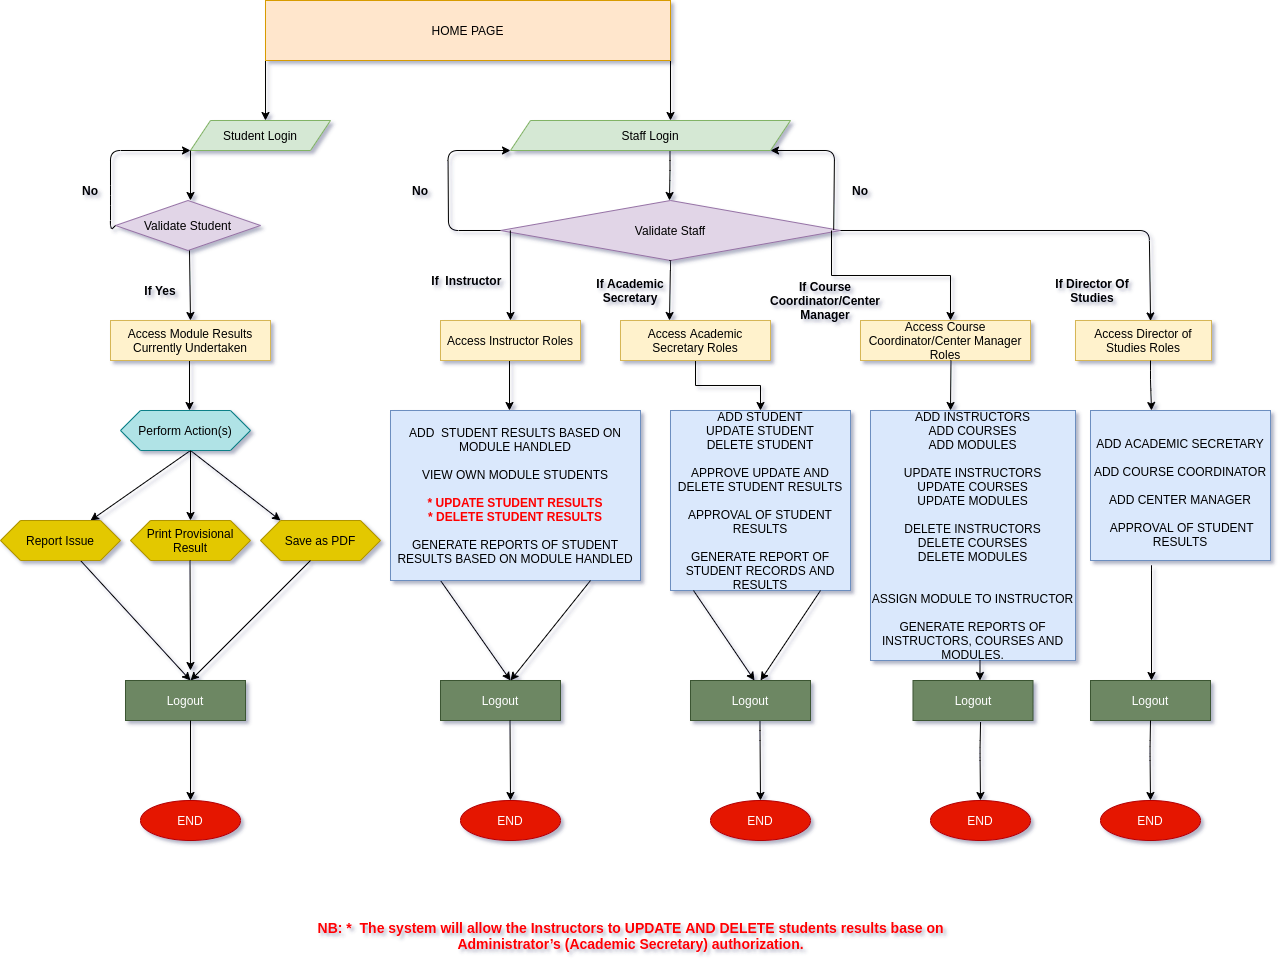 HOME PAGE
Student Login
Staff Login
No
No
No
Validate Student
Validate Staff
If Yes
If  Instructor
If Academic
Secretary
If Course
Coordinator/Center
Manager
If Director Of
Studies
Access Module Results
Currently Undertaken
Access Instructor Roles
Access Academic
Secretary Roles
Access Course
Coordinator/Center Manager
Roles
Access Director of
Studies Roles
Perform Action(s)
Report Issue
Print Provisional
Result
Save as PDF
ADD  STUDENT RESULTS BASED ON
MODULE HANDLED
VIEW OWN MODULE STUDENTS
* UPDATE STUDENT RESULTS
* DELETE STUDENT RESULTS
GENERATE REPORTS OF STUDENT
RESULTS BASED ON MODULE HANDLED
ADD STUDENT
UPDATE STUDENT
DELETE STUDENT
APPROVE UPDATE AND
DELETE STUDENT RESULTS
APPROVAL OF STUDENT
RESULTS
GENERATE REPORT OF
STUDENT RECORDS AND
RESULTS
ADD INSTRUCTORS
ADD COURSES
ADD MODULES
UPDATE INSTRUCTORS
UPDATE COURSES
UPDATE MODULES
DELETE INSTRUCTORS
DELETE COURSES
DELETE MODULES
ASSIGN MODULE TO INSTRUCTOR
GENERATE REPORTS OF
INSTRUCTORS, COURSES AND
MODULES.
ADD ACADEMIC SECRETARY
ADD COURSE COORDINATOR
ADD CENTER MANAGER
APPROVAL OF STUDENT
RESULTS
Logout
Logout
Logout
Logout
Logout
END
END
END
END
END
NB: *  The system will allow the Instructors to UPDATE AND DELETE students results base on
Administrator’s (Academic Secretary) authorization.